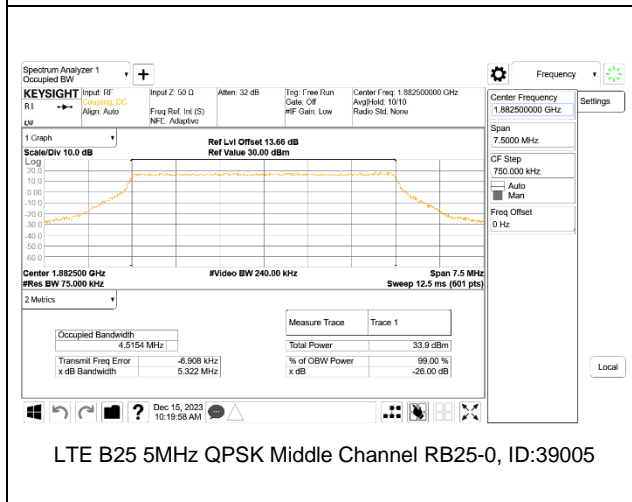 Spectrum Analyzer 1
Occupied BW
+
Frequency
KEYSIGHT Input: RF Input Z: 50 Ω Atten: 32 dB Trig: Free Run Center Freq: 1.882500000 GHz
Coupling: DC Gate: Off Avg|Hold: 10/10
Align: Auto Freq Ref: Int (S) #IF Gain: Low Radio Std: None
NFE: Adaptive
Center Frequency
1.882500000 GHz
Settings
Span
7.5000 MHz
CF Step
750.000 kHz
Auto
Man
Freq Offset
0 Hz
1 Graph
Ref Lvl Offset 13.66 dB
Scale/Div 10.0 dB Ref Value 30.00 dBm
Log
20.0
10.0
0.00
-10.0
-20.0
-30.0
-40.0
-50.0
-60.0
Center 1.882500 GHz #Video BW 240.00 kHz Span 7.5 MHz
#Res BW 75.000 kHz Sweep 12.5 ms (601 pts)
2 Metrics
Measure Trace Trace 1
Occupied Bandwidth
4.5154 MHz Total Power 33.9 dBm
Transmit Freq Error -6.908 kHz % of OBW Power 99.00 %
x dB Bandwidth 5.322 MHz x dB -26.00 dB
Local
? Dec 15, 2023
10:19:58 AM
LTE B25 5MHz QPSK Middle Channel RB25-0, ID:39005